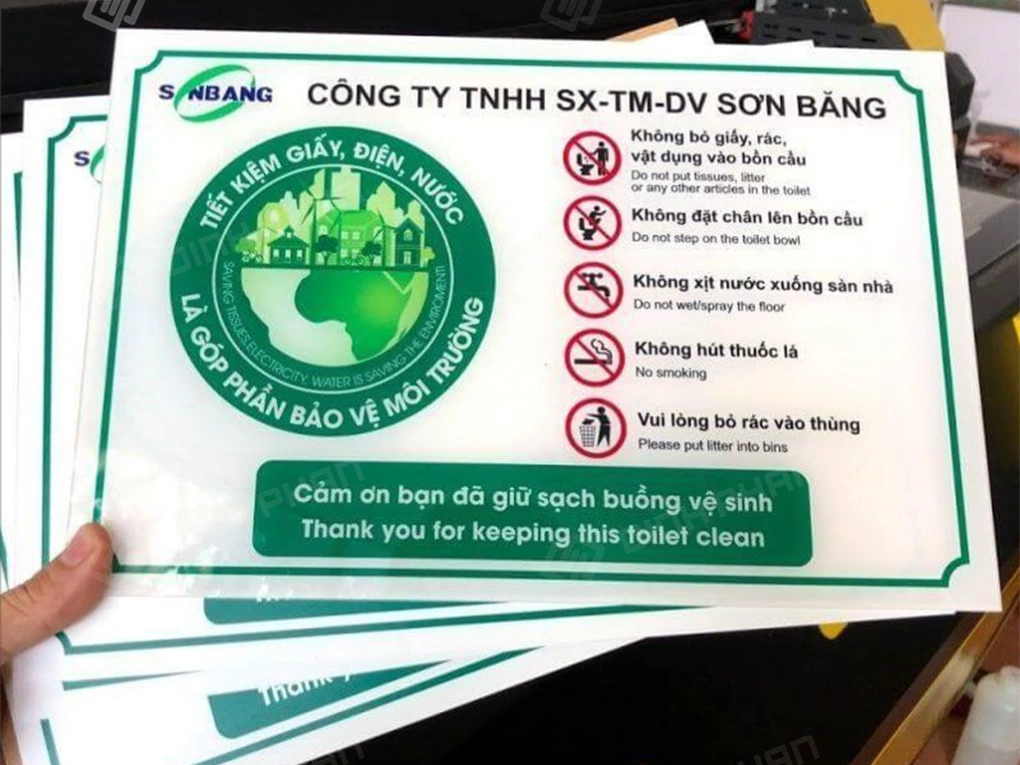 SONBANG
CÔNG TY TNHH SX-TM-DV SƠN BĂNG
TIẾT KIỆM GIẤY, ĐIỆN, NƯỚC
SAVING TISSUES,ELECTRICITY, WATER IS SAVING THE ENVIROMENT!
LÀ GÓP PHẦN BẢO VỆ MÔI TRƯỜNG
Không bỏ giấy, rác,
vật dụng vào bồn cầu
Do not put tissues, litter
or any other articles in the toilet
Không đặt chân lên bồn cầu
Do not step on the toilet bowl
Không xịt nước xuống sàn nhà
Do not wet/spray the floor
Không hút thuốc lá
No smoking
Vui lòng bỏ rác vào thùng
Please put litter into bins
Cảm ơn bạn đã giữ sạch buồng vệ sinh
Thank you for keeping this toilet clean
S
Thank
DINH PHAN